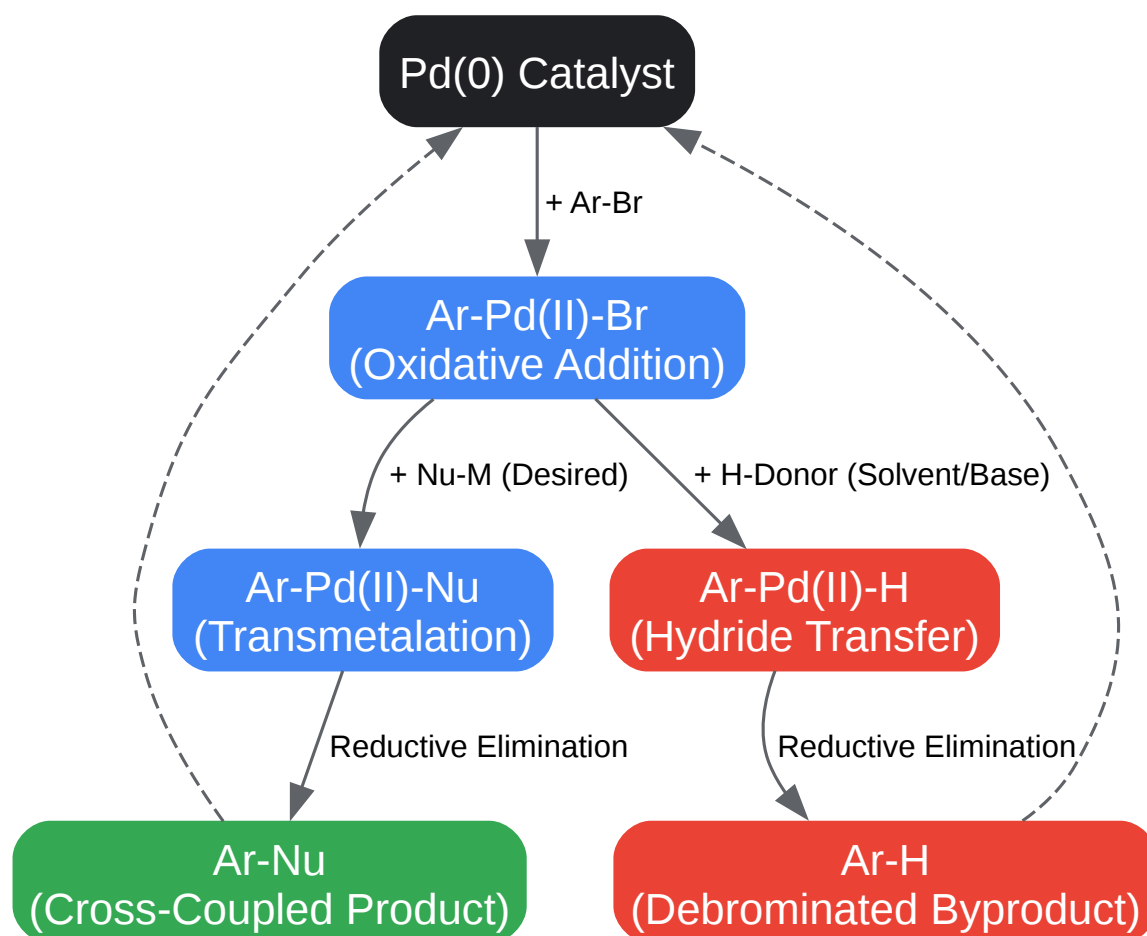 Pd(0) Catalyst
+ Ar-Br
Ar-Pd(II)-Br
(Oxidative Addition)
+ Nu-M (Desired)
+ H-Donor (Solvent/Base)
Ar-Pd(II)-Nu
(Transmetalation)
Ar-Pd(II)-H
(Hydride Transfer)
Reductive Elimination
Reductive Elimination
Ar-Nu
(Cross-Coupled Product)
Ar-H
(Debrominated Byproduct)